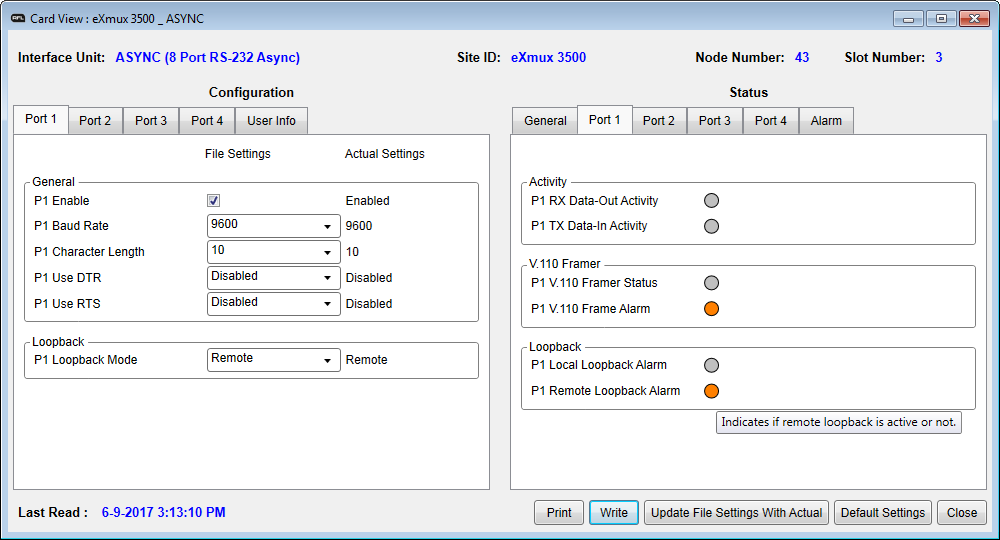 AFL Card View : eXmux 3500 _ ASYNC
Interface Unit: ASYNC (8 Port RS-232 Async) Site ID: eXmux 3500 Node Number: 43 Slot Number: 3
Configuration
Port 1 Port 2 Port 3 Port 4 User Info
File Settings Actual Settings
General
P1 Enable Enabled
P1 Baud Rate 9600 9600
P1 Character Length 10 10
P1 Use DTR Disabled Disabled
P1 Use RTS Disabled Disabled
Loopback
P1 Loopback Mode Remote Remote
Status
General Port 1 Port 2 Port 3 Port 4 Alarm
Activity
P1 RX Data-Out Activity
P1 TX Data-In Activity
V.110 Framer
P1 V.110 Framer Status
P1 V.110 Frame Alarm
Loopback
P1 Local Loopback Alarm
P1 Remote Loopback Alarm
Indicates if remote loopback is active or not.
Last Read : 6-9-2017 3:13:10 PM
Print Write Update File Settings With Actual Default Settings Close